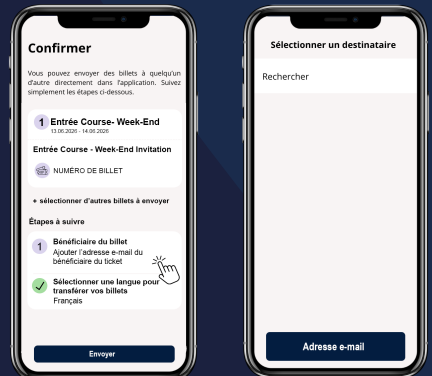 Confirmer
Vous pouvez envoyer des billets à quelqu'un
d'autre directement dans l'application. Suivez
simplement les étapes ci-dessous.
1 Entrée Course- Week-End
13.06.2026 - 14.06.2026
Entrée Course - Week-End Invitation
NUMÉRO DE BILLET
+ sélectionner d'autres billets à envoyer
Étapes à suivre
1 Bénéficiaire du billet
Ajouter l'adresse e-mail du
bénéficiaire du ticket
Sélectionner une langue pour
transférer vos billets
Français
Envoyer
Sélectionner un destinataire
Rechercher
Adresse e-mail